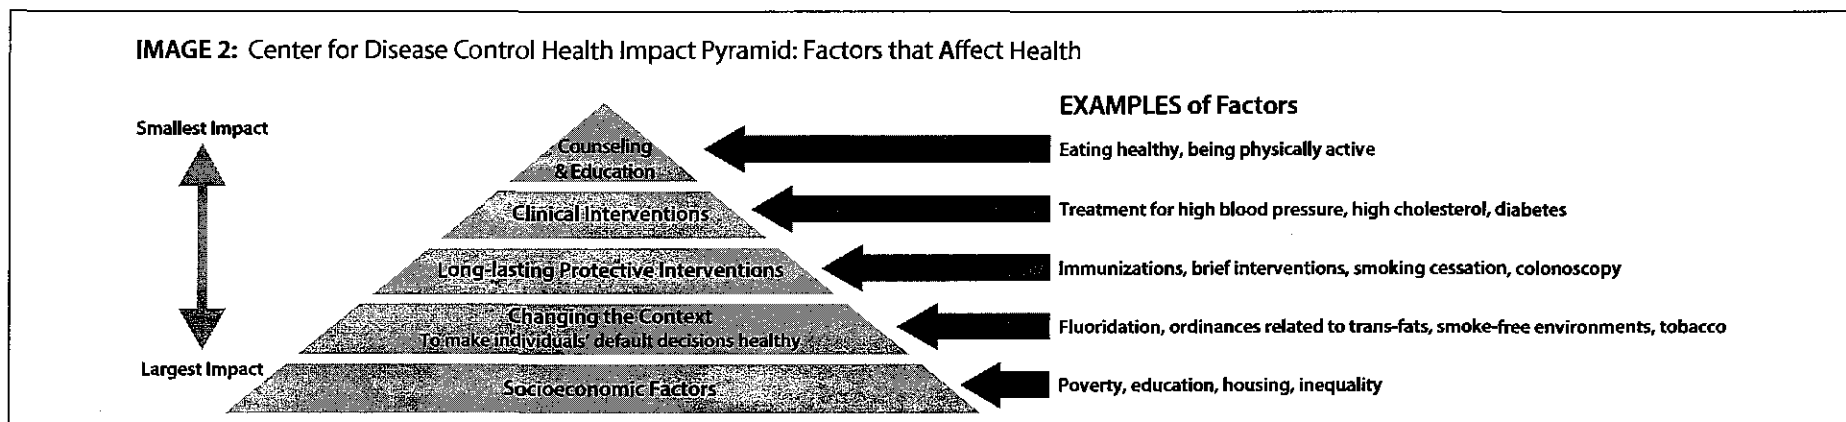 IMAGE 2: Center for Disease Control Health Impact Pyramid: Factors that Affect Health
EXAMPLES of Factors
Smallest Impact
Counseling
& Education
Eating healthy, being physically active
Clinical Interventions
Treatment for high blood pressure, high cholesterol, diabetes
Long-lasting Protective Interventions
Immunizations, brief interventions, smoking cessation, colonoscopy
Changing the Context
To make individuals' default decisions healthy
Fluoridation, ordinances related to trans-fats, smoke-free environments, tobacco
Largest Impact
Socioeconomic Factors
Poverty, education, housing, inequality